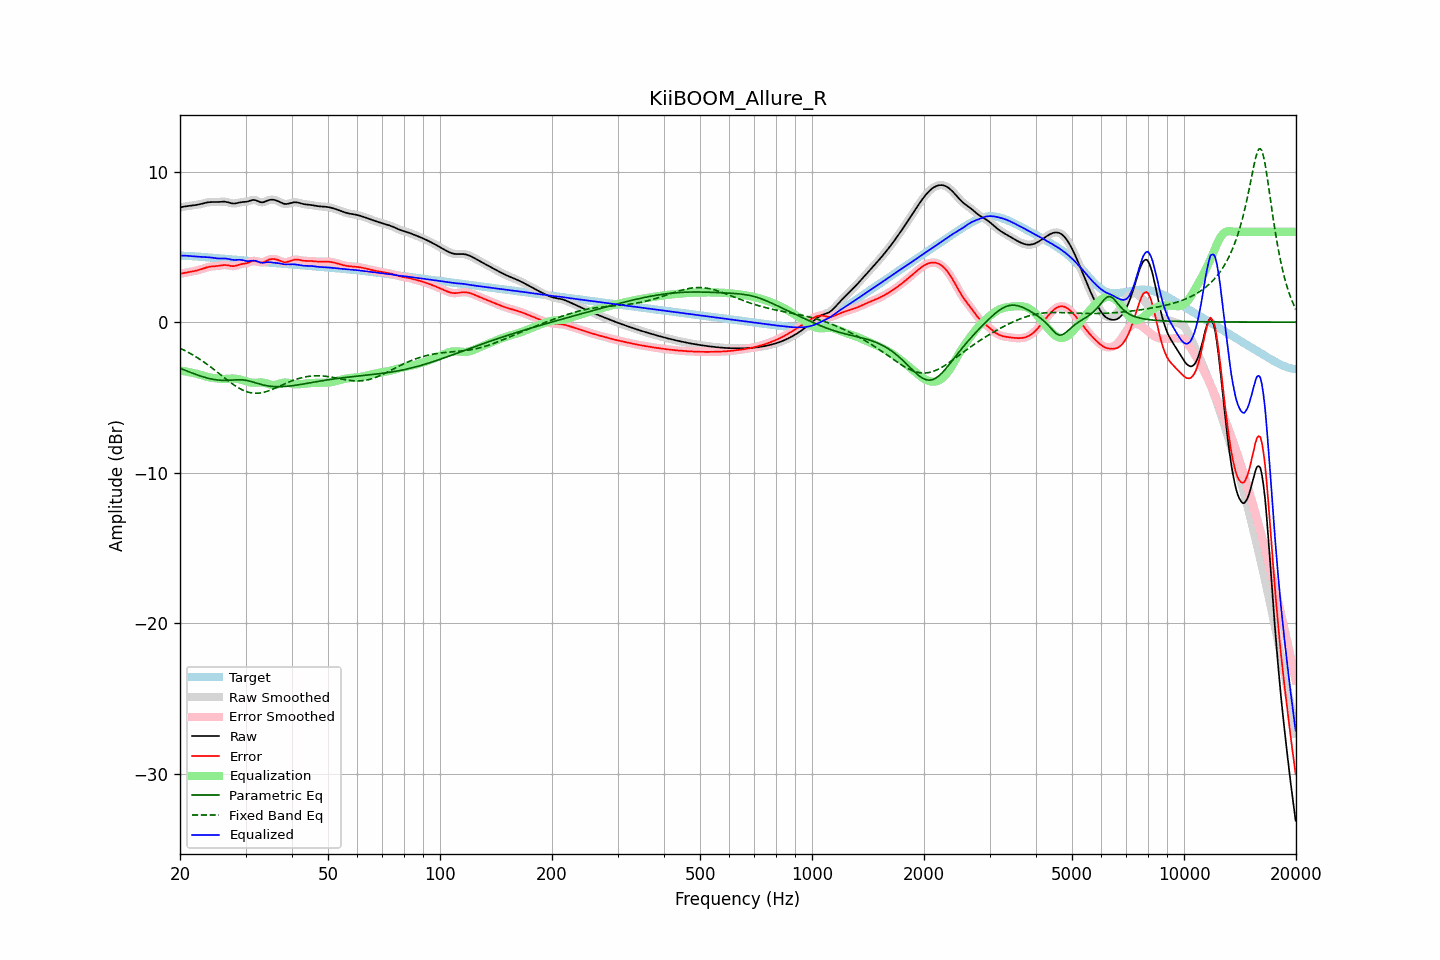 KiiBOOM_Allure_R
Amplitude (dBr)
10
0
−10
−20
−30
Target
Raw Smoothed
Error Smoothed
Raw
Error
Equalization
Parametric Eq
Fixed Band Eq
Equalized
20 50 100 200 500 1000 2000 5000 10000 20000
Frequency (Hz)